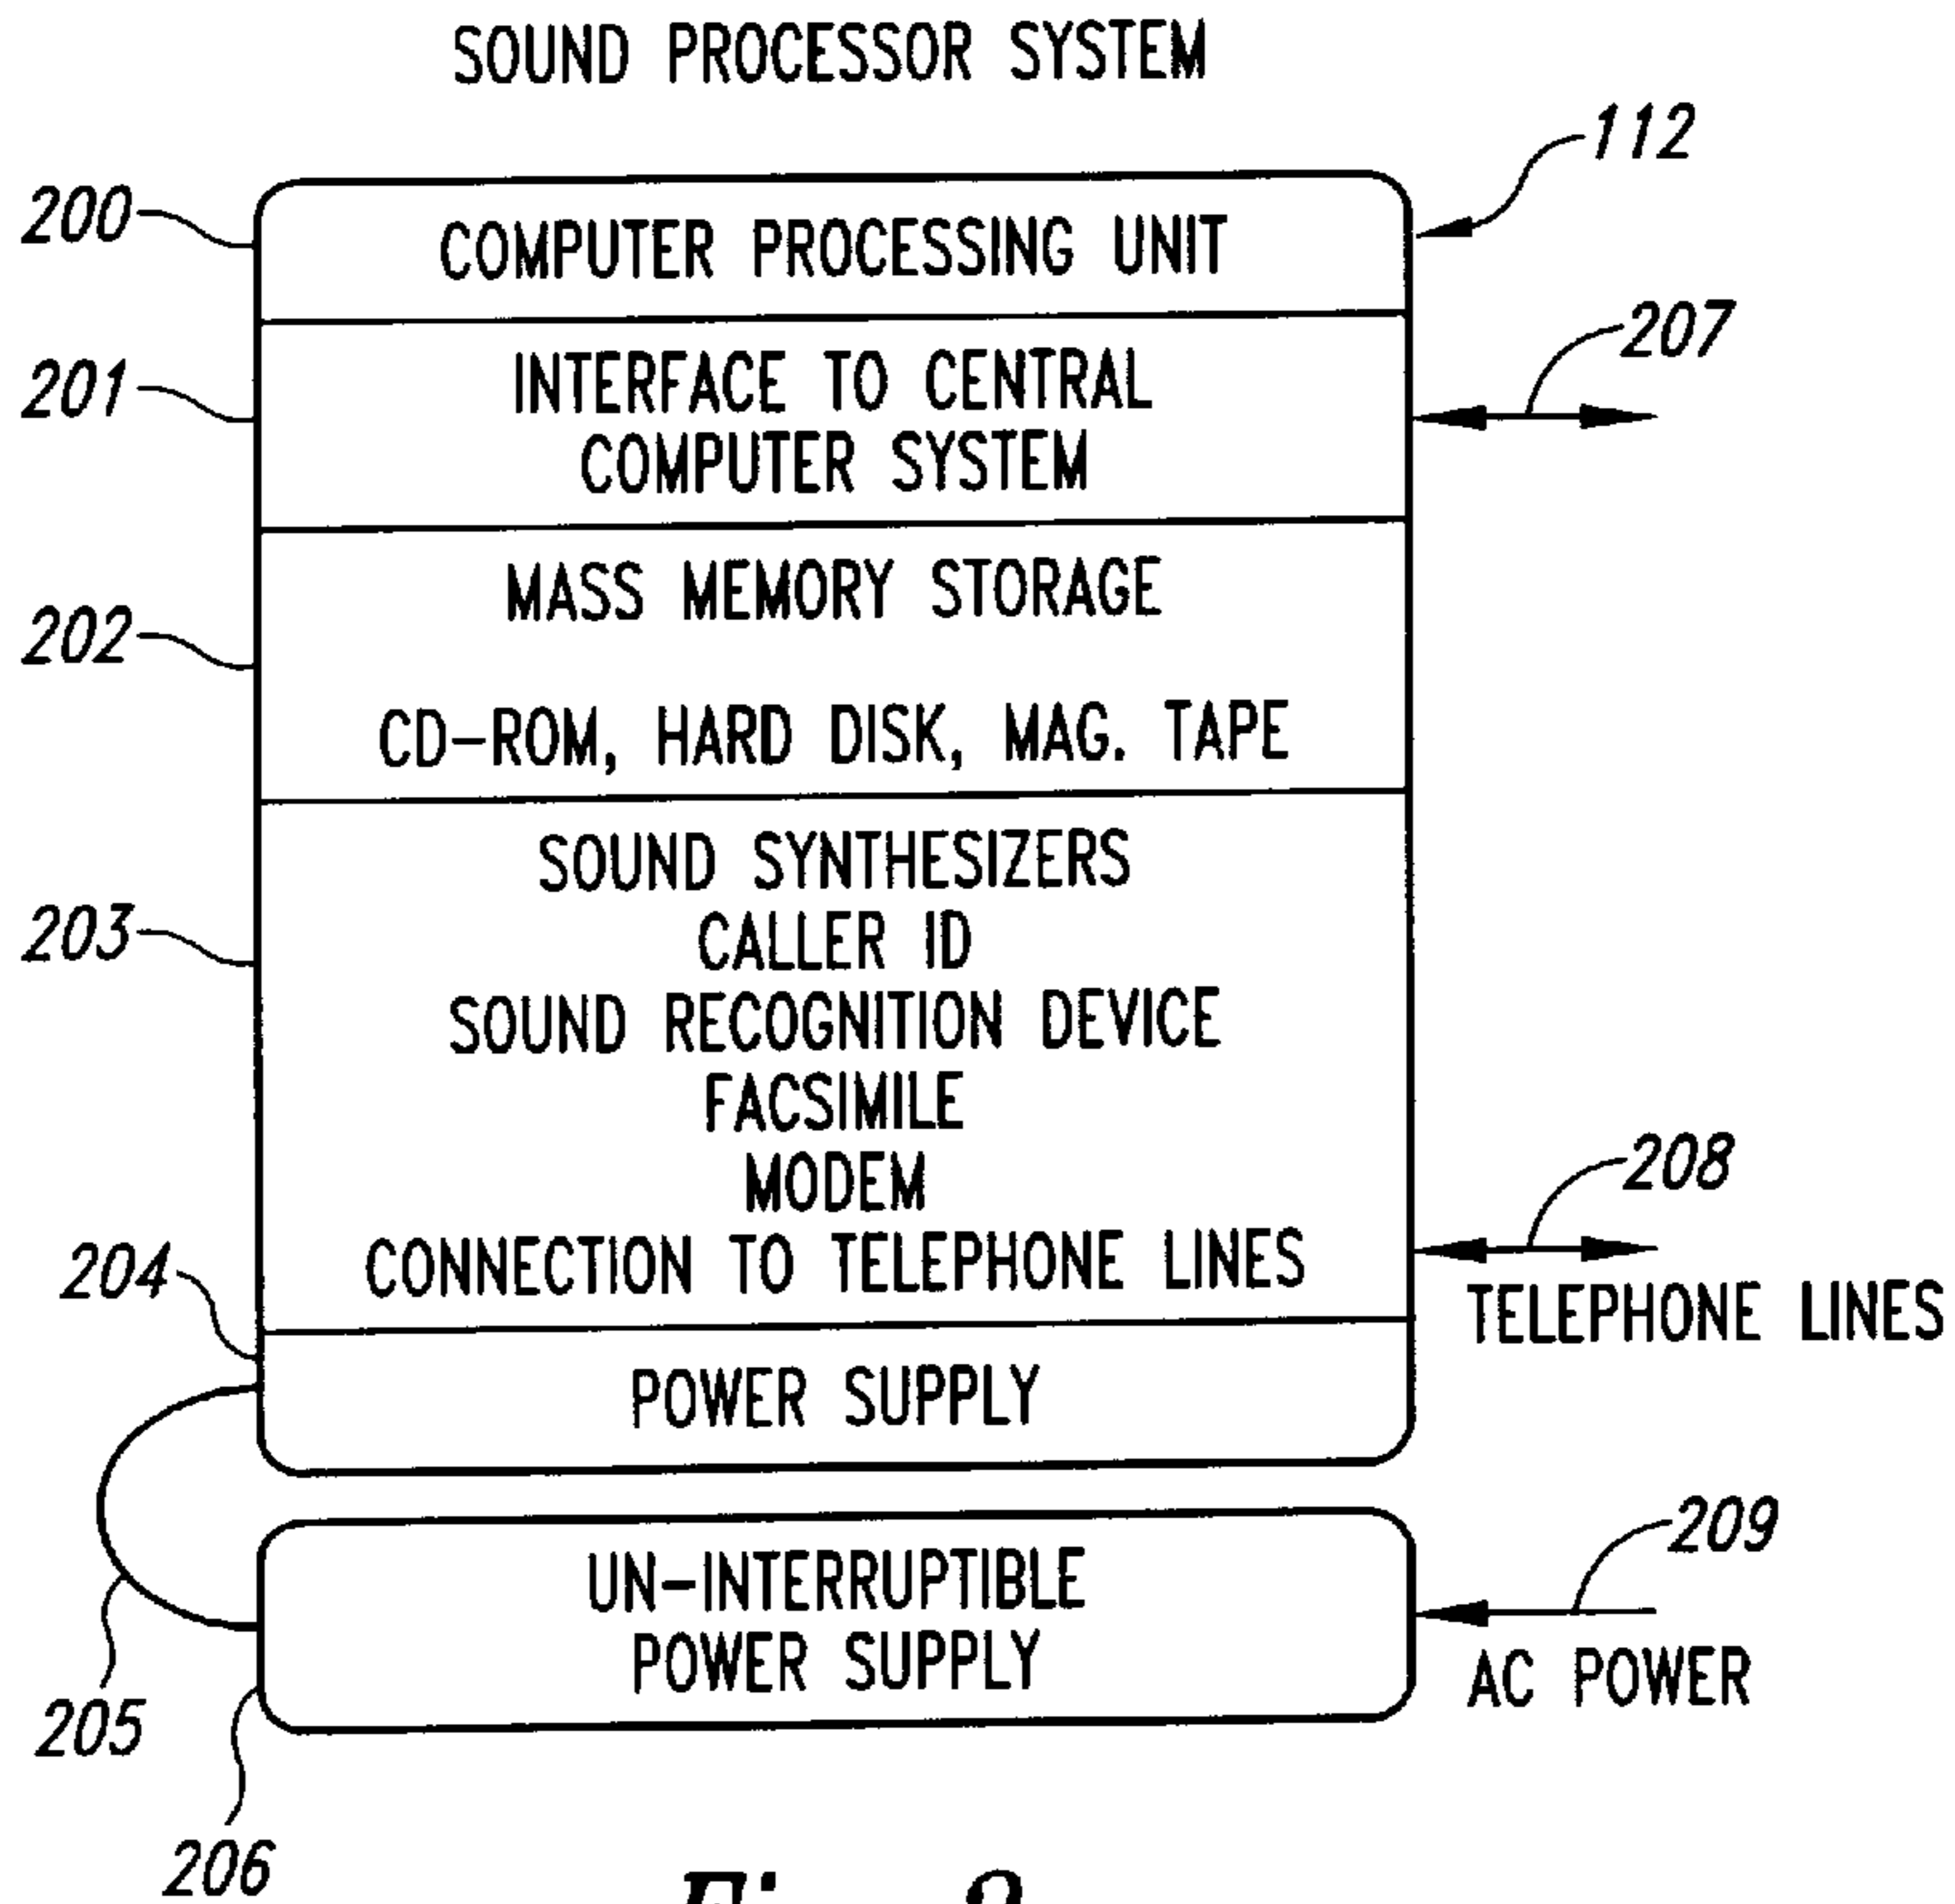 SOUND PROCESSOR SYSTEM
112
200
COMPUTER PROCESSING UNIT
207
201
INTERFACE TO CENTRAL
COMPUTER SYSTEM
202
MASS MEMORY STORAGE
CD-ROM, HARD DISK, MAG. TAPE
203
SOUND SYNTHESIZERS
CALLER ID
SOUND RECOGNITION DEVICE
FACSIMILE
MODEM
CONNECTION TO TELEPHONE LINES
208
TELEPHONE LINES
204
POWER SUPPLY
209
UN-INTERRUPTIBLE
POWER SUPPLY
AC POWER
205
206